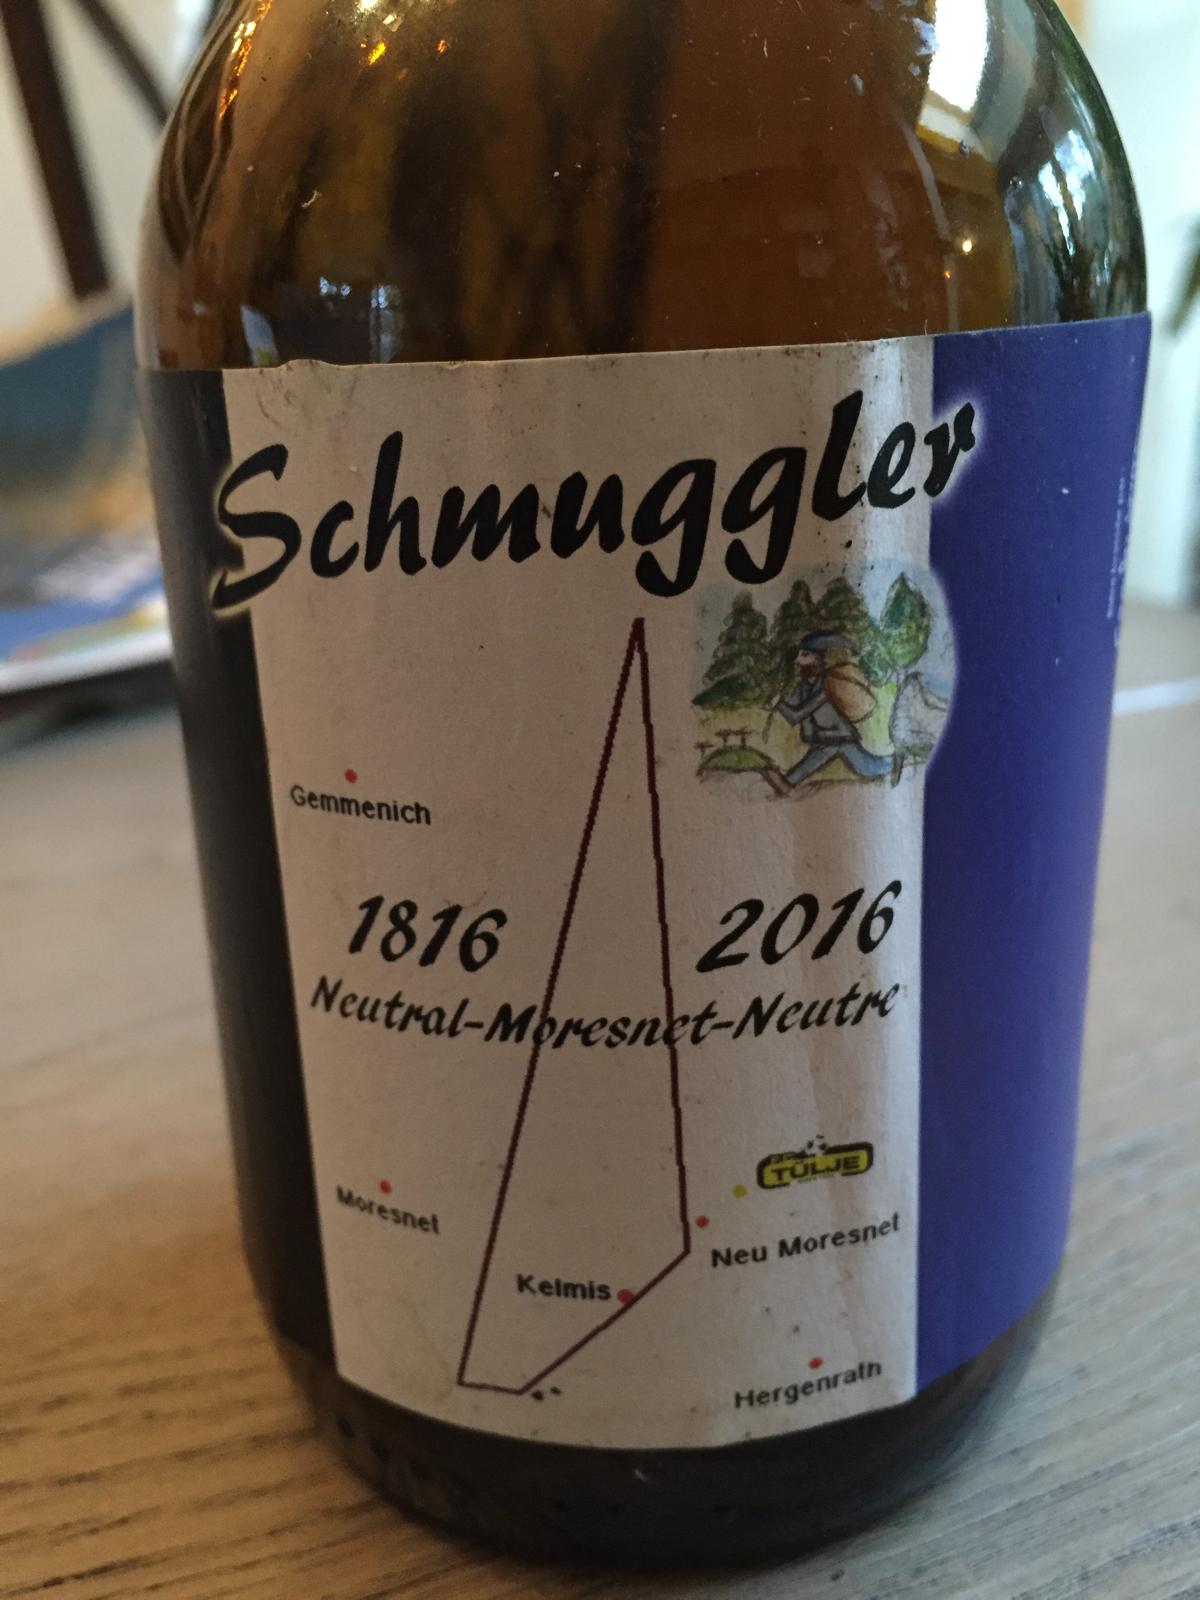 Schmuggler
Gemmenich
1816 2016
Neutral-Moresnet-Neutre
TÜLJE
Moresnet
Neu Moresnet
Kelmis
Hergenrath